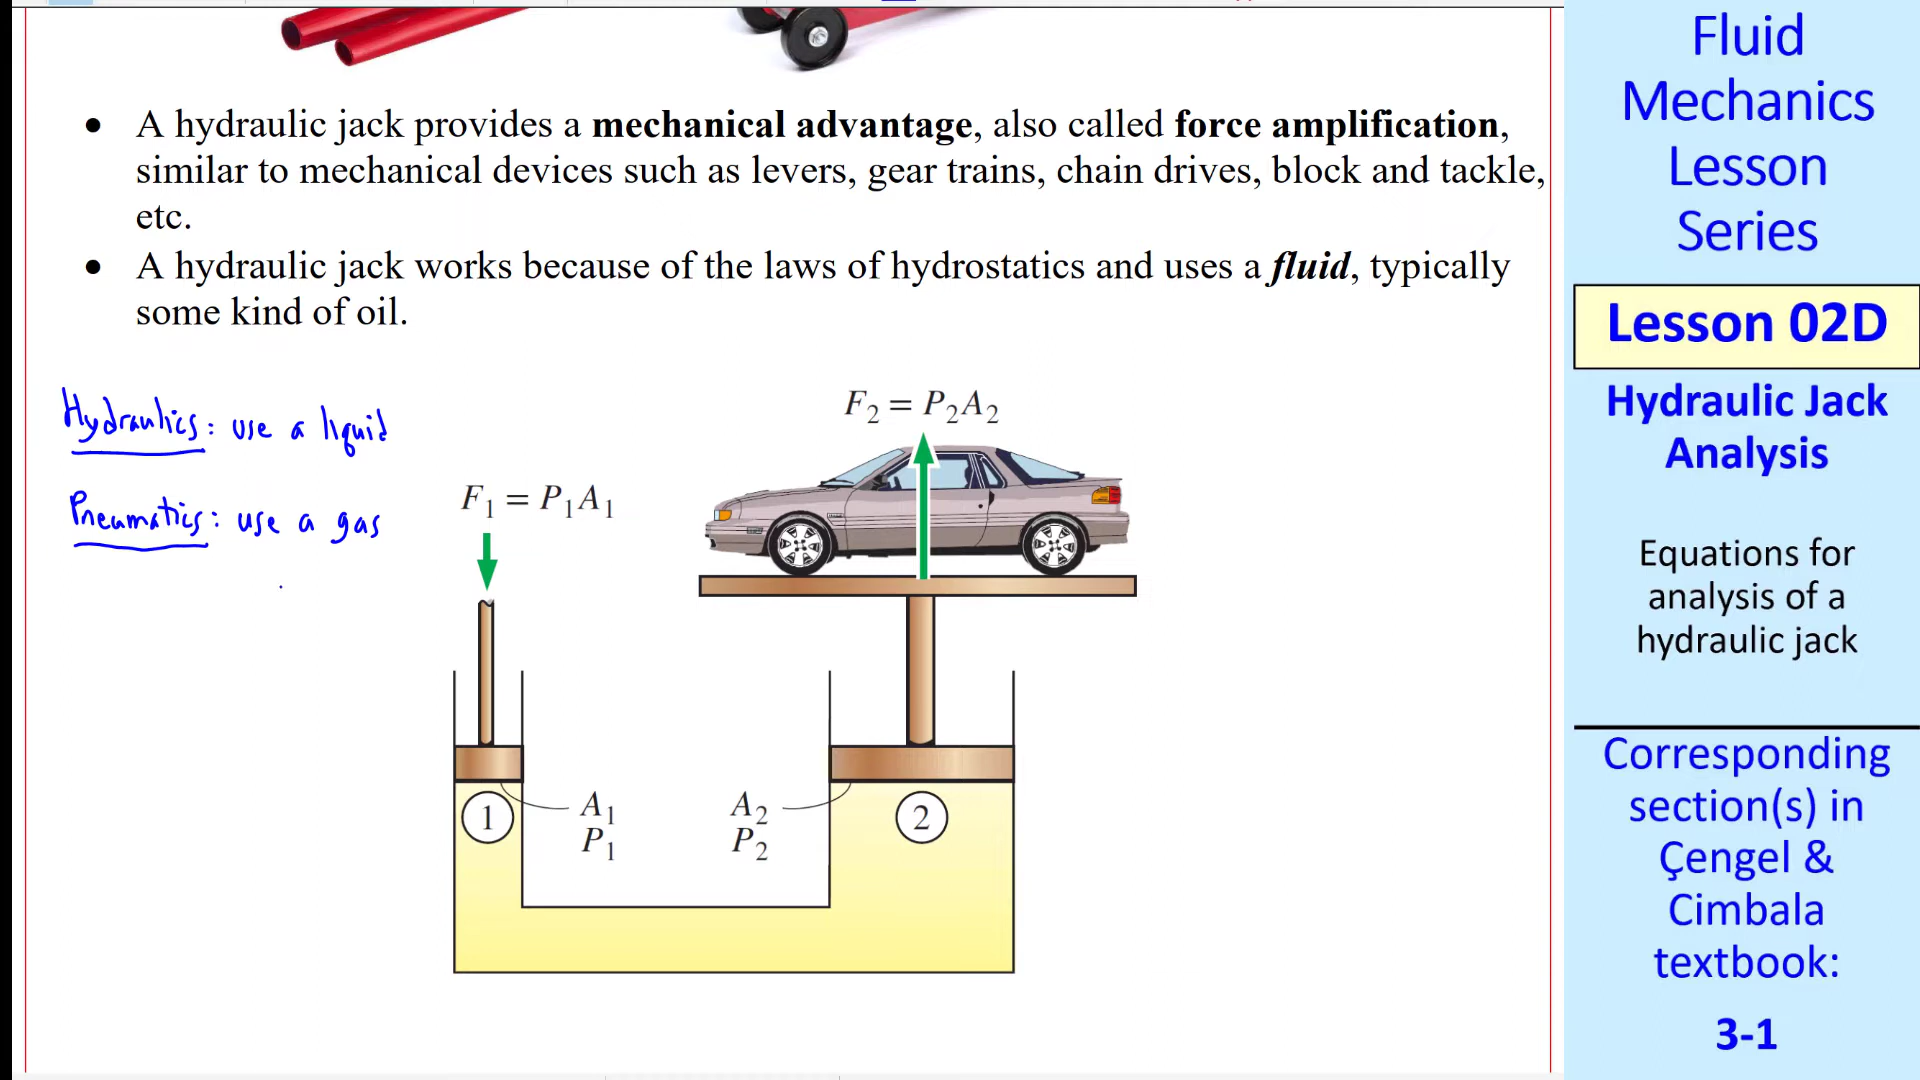 • A hydraulic jack provides a mechanical advantage, also called force amplification,
similar to mechanical devices such as levers, gear trains, chain drives, block and tackle,
etc.
• A hydraulic jack works because of the laws of hydrostatics and uses a fluid, typically
some kind of oil.
Hydraulics: use a liquid
Pneumatics: use a gas
F₂ = P₂A₂
F₁ = P₁A₁
1
A₁
P₁
A₂
P₂
2
Fluid
Mechanics
Lesson
Series
Lesson 02D
Hydraulic Jack
Analysis
Equations for
analysis of a
hydraulic jack
Corresponding
section(s) in
Çengel &
Cimbala
textbook:
3-1